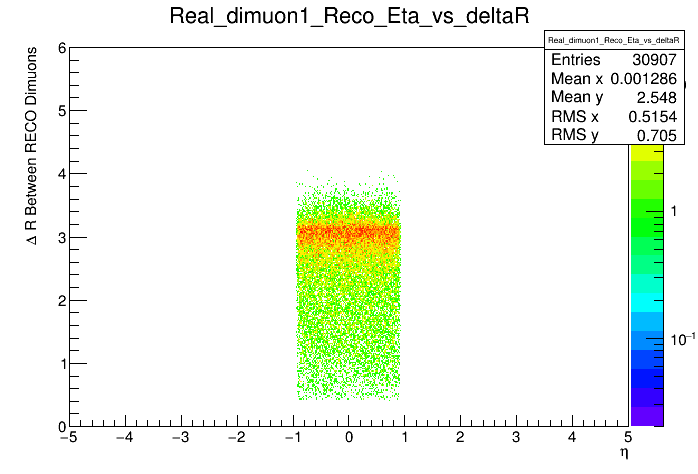 Real_dimuon1_Reco_Eta_vs_deltaR
Real_dimuon1_Reco_Eta_vs_deltaR
Entries 30907
Mean x 0.001286
Mean y 2.548
RMS x 0.5154
RMS y 0.705
Δ R Between RECO Dimuons
6
5
4
3
2
1
0
−5 −4 −3 −2 −1 0 1 2 3 4 5
η
1
10⁻¹